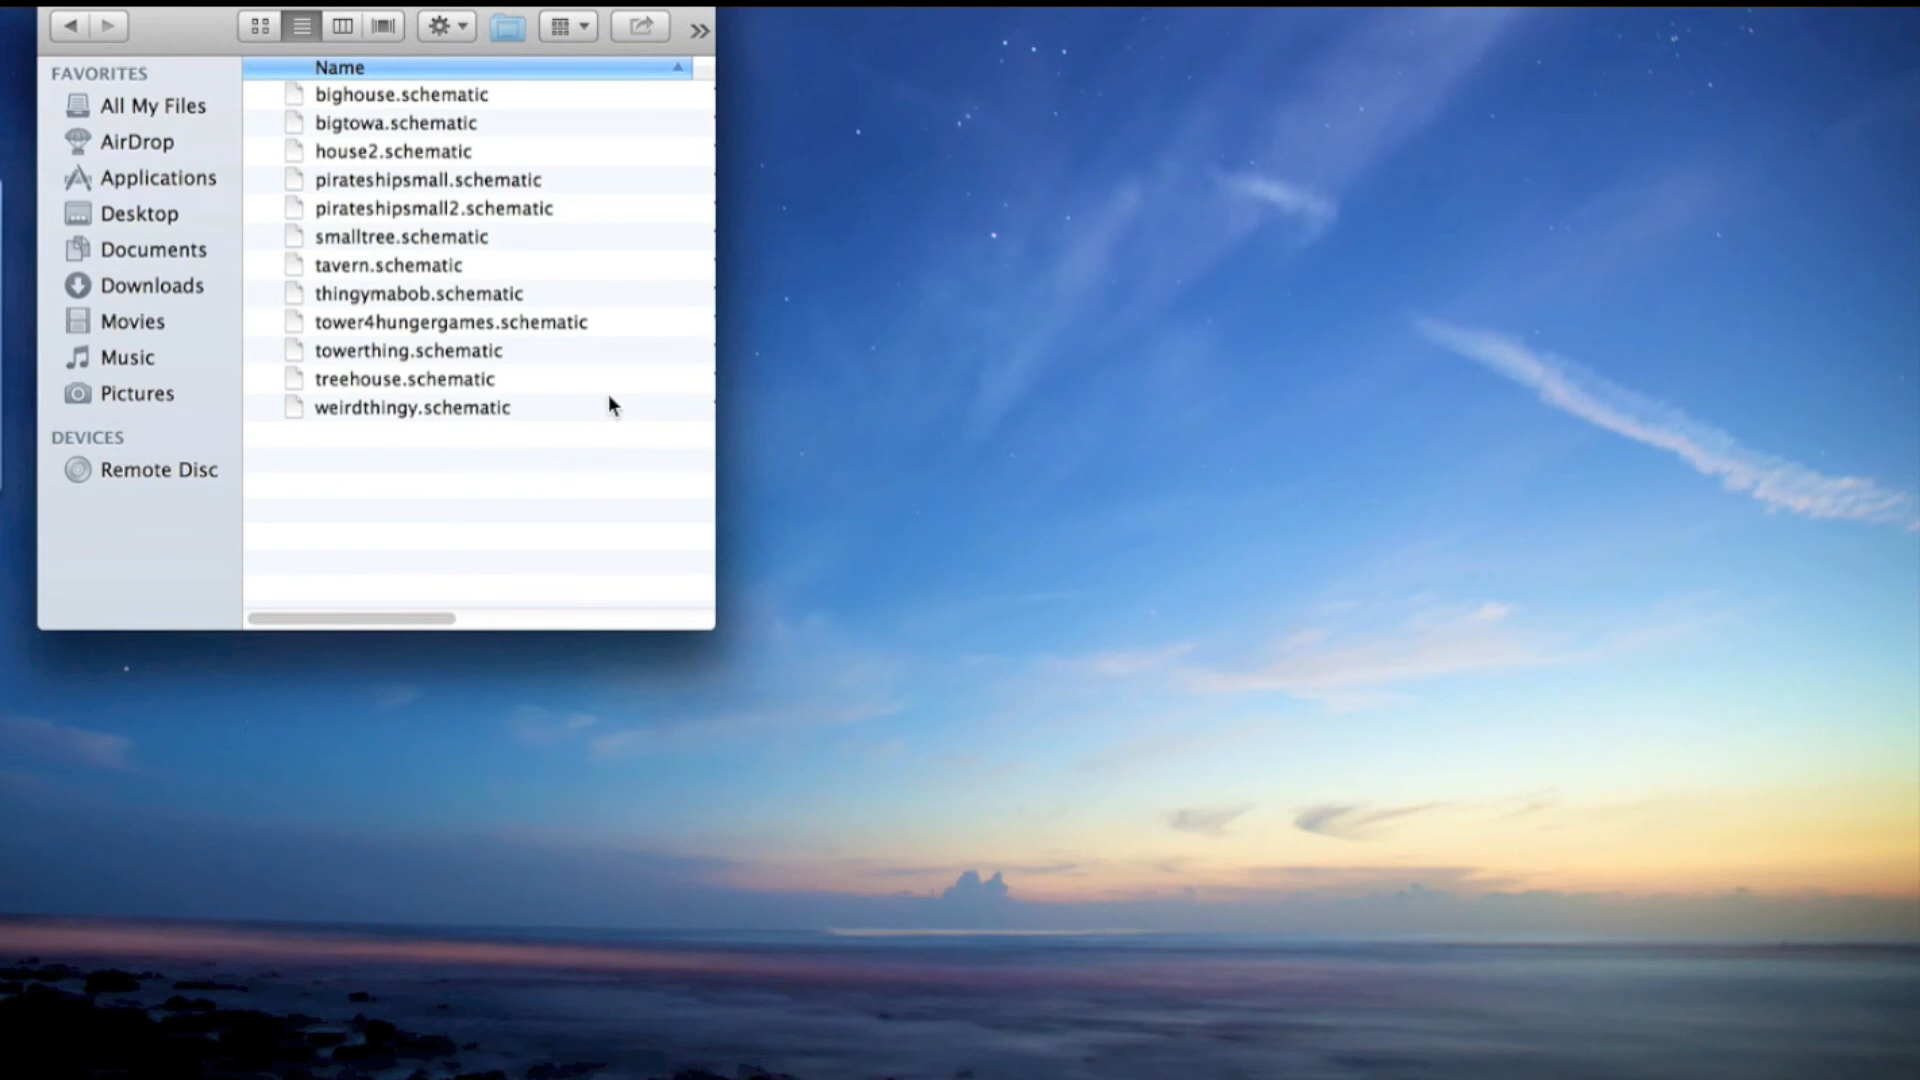 FAVORITES
All My Files
AirDrop
Applications
Desktop
Documents
Downloads
Movies
Music
Pictures
DEVICES
Remote Disc
Name
bighouse.schematic
bigtowa.schematic
house2.schematic
pirateshipsmall.schematic
pirateshipsmall2.schematic
smalltree.schematic
tavern.schematic
thingymabob.schematic
tower4hungergames.schematic
towerthing.schematic
treehouse.schematic
weirdthingy.schematic